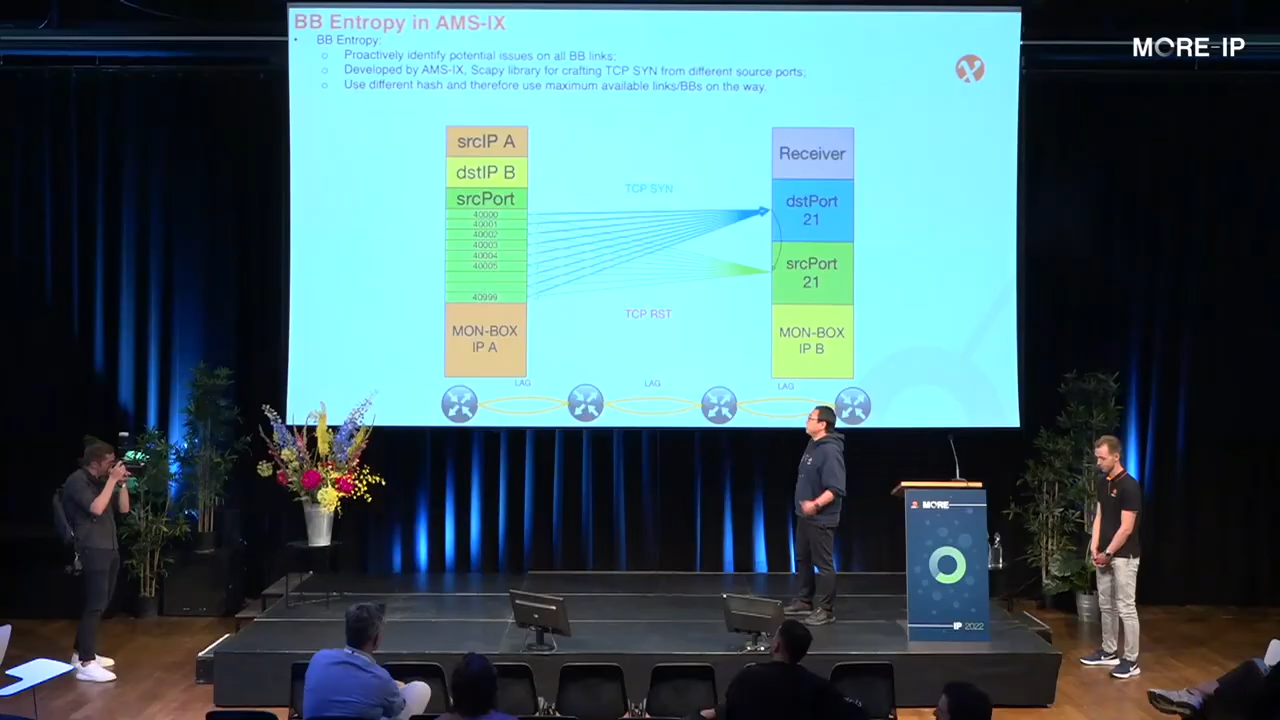 BB Entropy in AMS-IX
MORE-IP
• BB Entropy:
o Proactively identify potential issues on all BB links;
o Developed by AMS-IX, Scapy library for crafting TCP SYN from different source ports;
o Use different hash and therefore use maximum available links/BBs on the way.
srcIP A
dstIP B
srcPort
40000
40001
40002
40003
40004
40005
40999
MON-BOX
IP A
TCP SYN
TCP RST
Receiver
dstPort
21
srcPort
21
MON-BOX
IP B
LAG
LAG
LAG
MORE
IP 2022